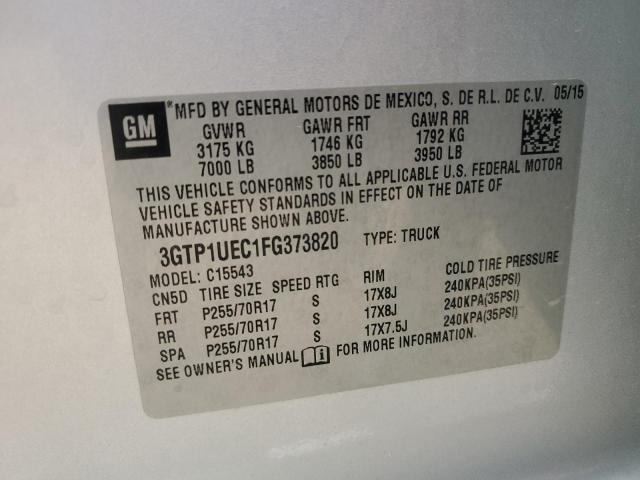 GM
*MFD BY GENERAL MOTORS DE MEXICO, S. DE R.L. DE C.V. 05/15
GVWR GAWR FRT GAWR RR
3175 KG 1746 KG 1792 KG
7000 LB 3850 LB 3950 LB
THIS VEHICLE CONFORMS TO ALL APPLICABLE U.S. FEDERAL MOTOR
VEHICLE SAFETY STANDARDS IN EFFECT ON THE DATE OF
MANUFACTURE SHOWN ABOVE.
3GTP1UEC1FG373820 TYPE: TRUCK
MODEL: C15543
CN5D TIRE SIZE SPEED RTG RIM COLD TIRE PRESSURE
FRT P255/70R17 S 17X8J 240KPA(35PSI)
RR P255/70R17 S 17X8J 240KPA(35PSI)
SPA P255/70R17 S 17X7.5J 240KPA(35PSI)
SEE OWNER'S MANUAL FOR MORE INFORMATION.